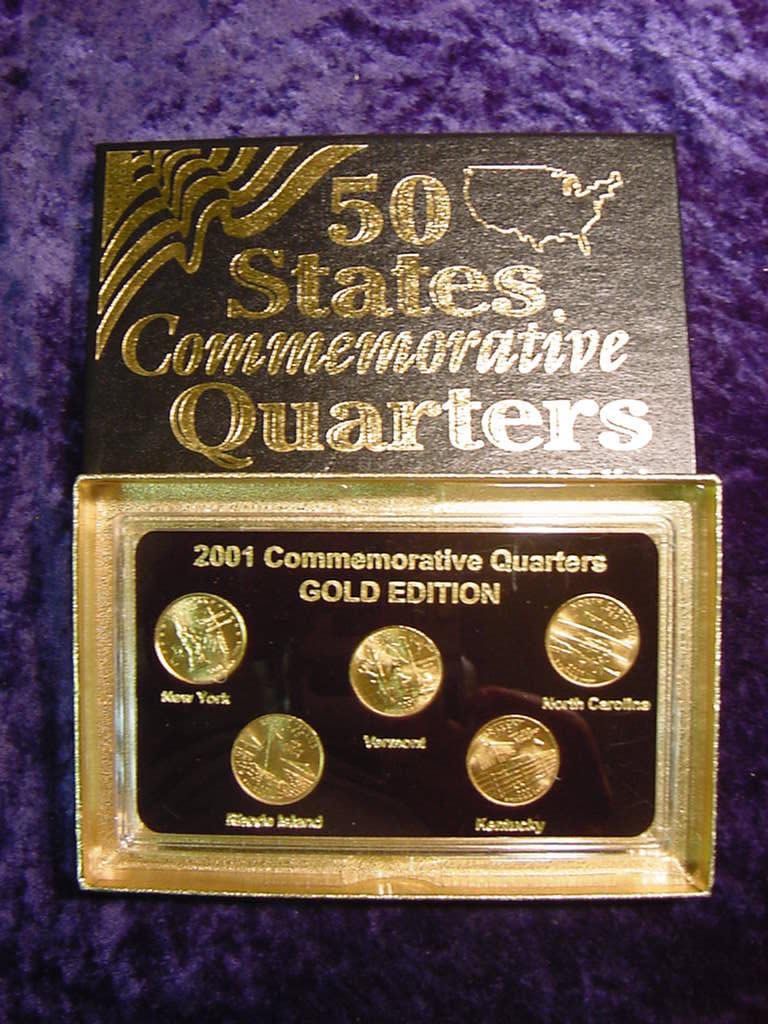 50
States
Commemorative
Quarters
2001 Commemorative Quarters
GOLD EDITION
New York
North Carolina
Vermont
Rhode Island
Kentucky